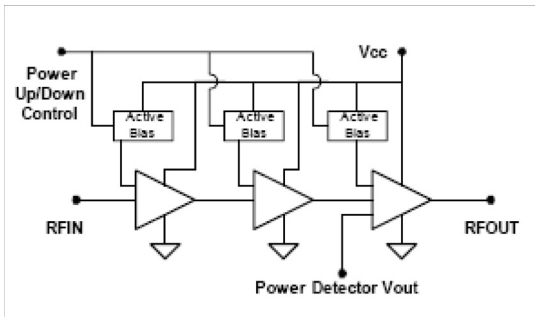 Power
Up/Down
Control
Vcc
Active
Bias
Active
Bias
Active
Bias
RFIN
RFOUT
Power Detector Vout